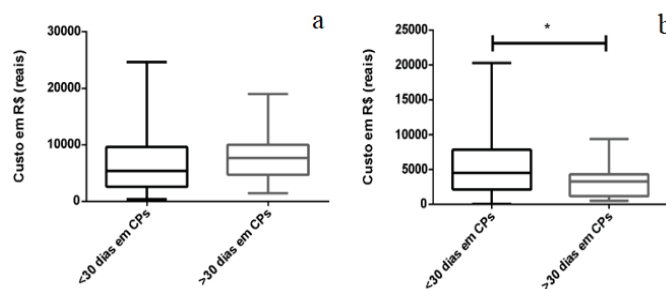 a
Custo em R$ (reais)
30000
20000
10000
0
<30 dias em CPs
>30 dias em CPs
b
*
Custo em R$ (reais)
25000
20000
15000
10000
5000
0
<30 dias em CPs
>30 dias em CPs